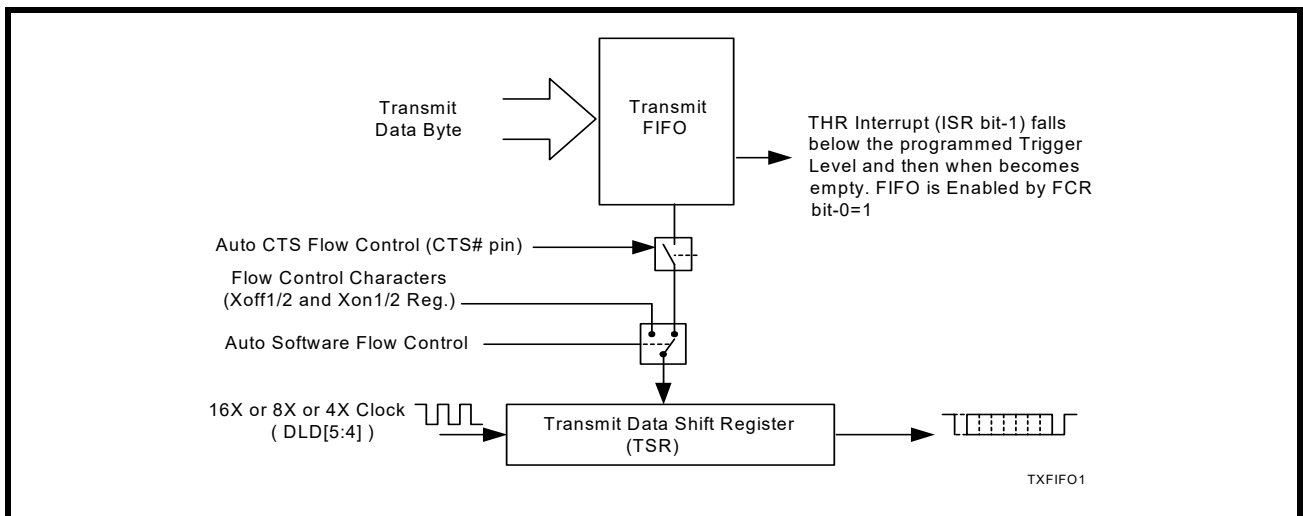 Transmit
Data Byte
Transmit
FIFO
THR Interrupt (ISR bit-1) falls
below the programmed Trigger
Level and then when becomes
empty. FIFO is Enabled by FCR
bit-0=1
Auto CTS Flow Control (CTS# pin)
Flow Control Characters
(Xoff1/2 and Xon1/2 Reg.)
Auto Software Flow Control
16X or 8X or 4X Clock
( DLD[5:4] )
Transmit Data Shift Register
(TSR)
TXFIFO1